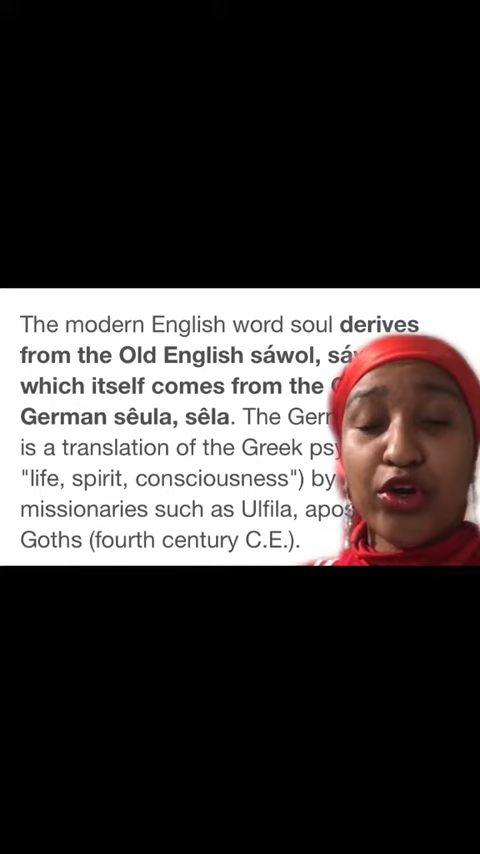 The modern English word soul derives
from the Old English sáwol,
which itself comes from the
German sêula, sêla. The
is a translation of the Greek
"life, spirit, consciousness") by
missionaries such as Ulfila,
Goths (fourth century C.E.).